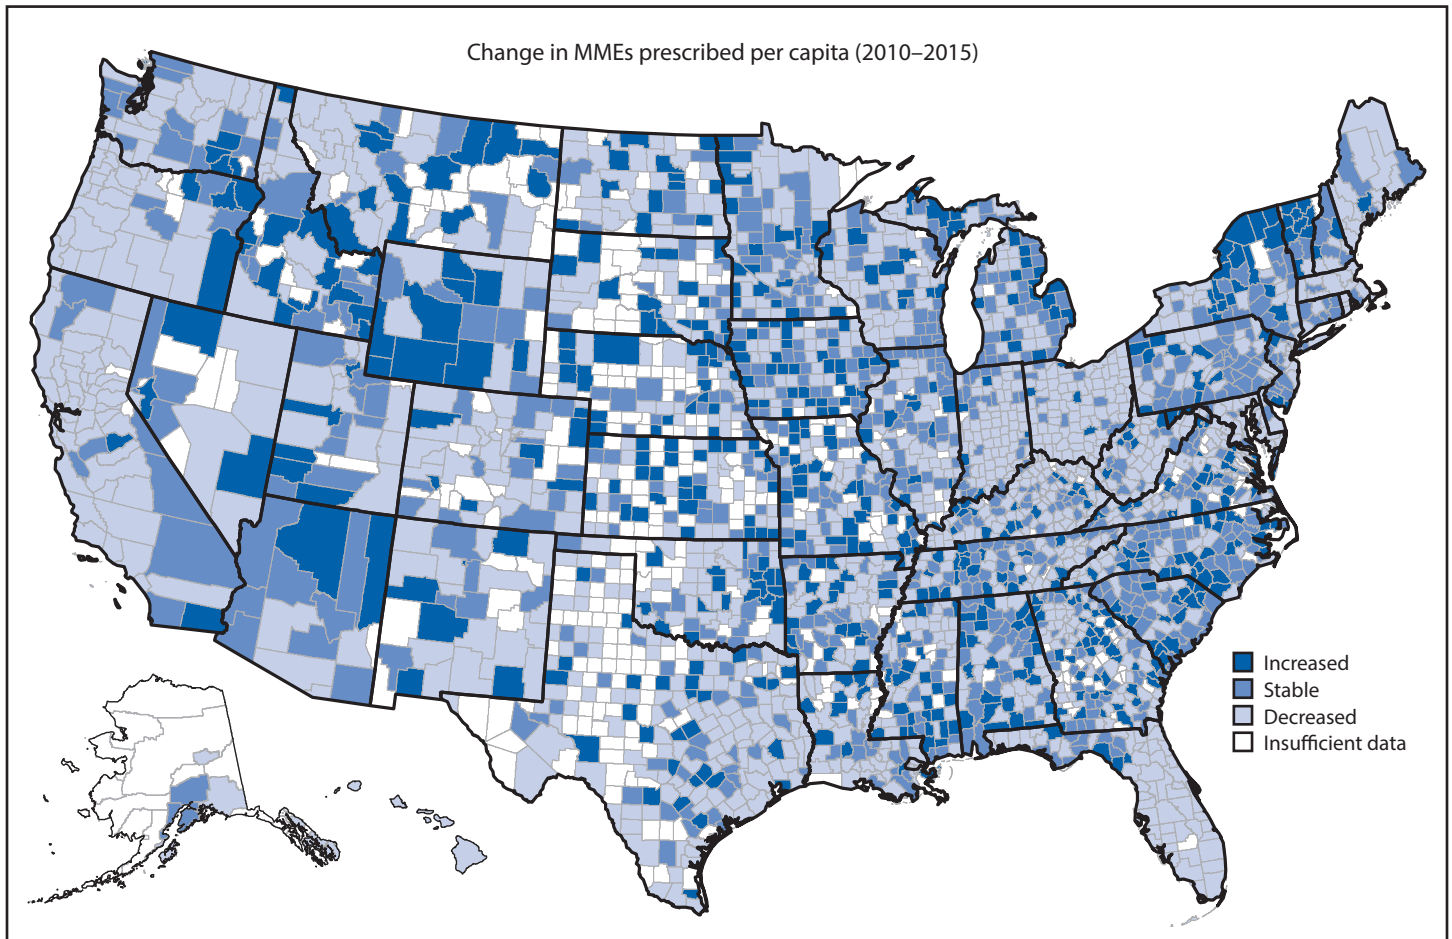 Change in MMEs prescribed per capita (2010–2015)
Increased
Stable
Decreased
Insufficient data